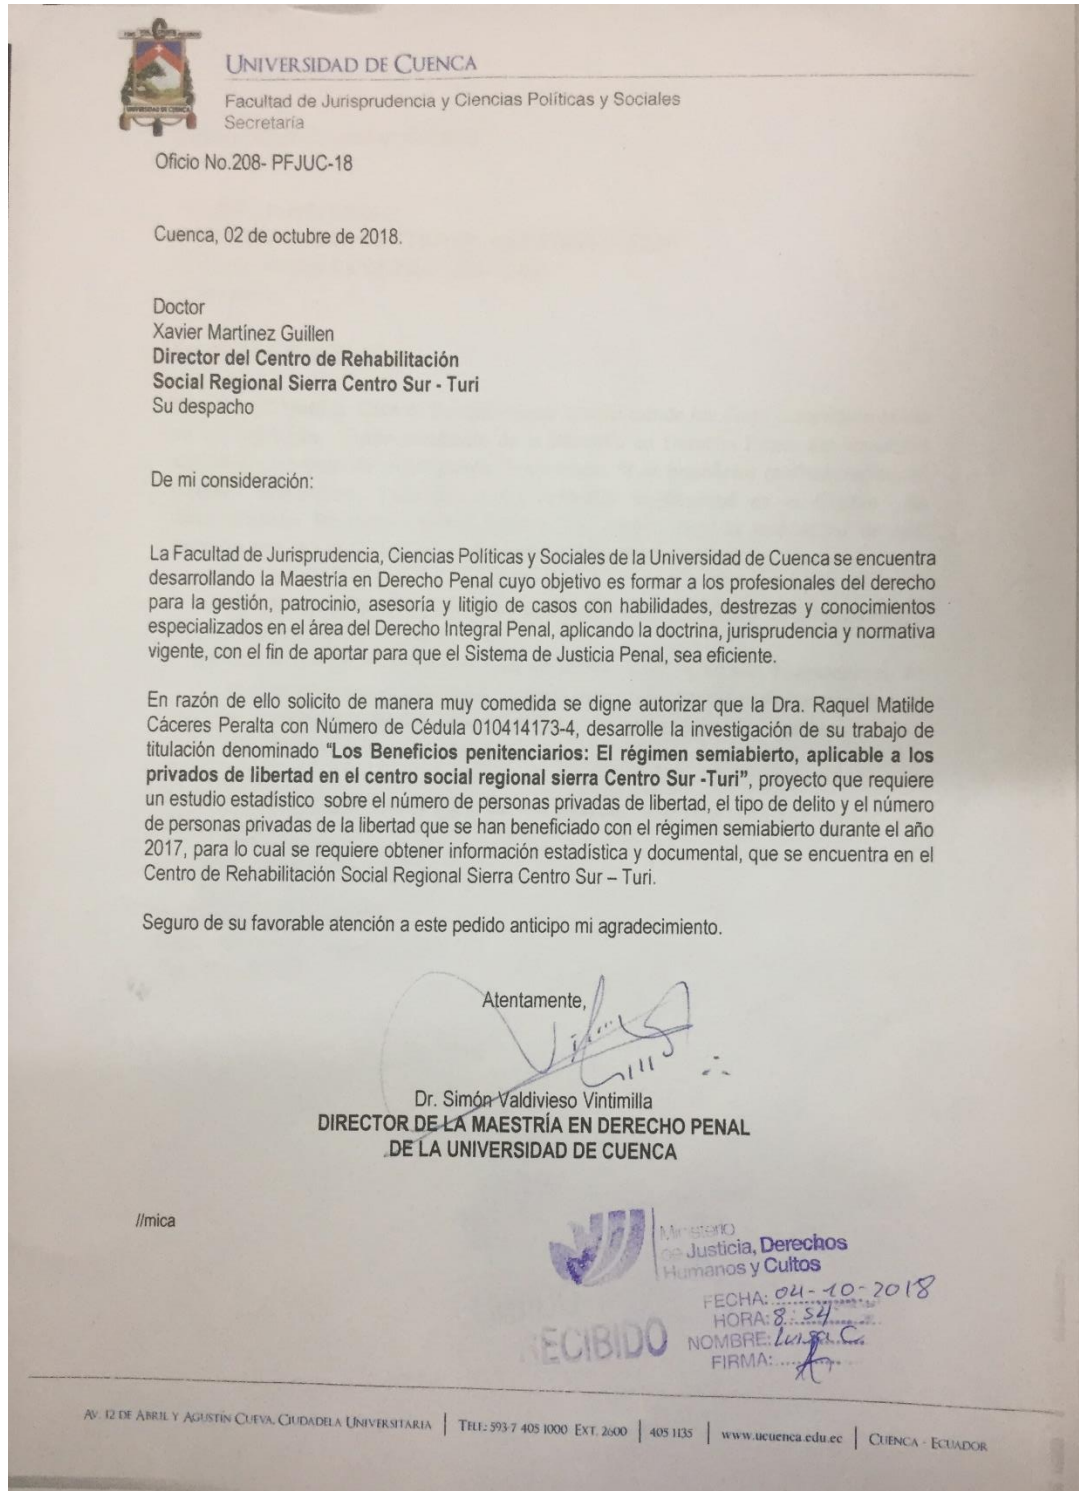 UNIVERSIDAD DE CUENCA
UNIVERSIDAD DE CUENCA
Facultad de Jurisprudencia y Ciencias Políticas y Sociales
Secretaría
Oficio No.208- PFJUC-18
Cuenca, 02 de octubre de 2018.
Doctor
Xavier Martínez Guillen
Director del Centro de Rehabilitación
Social Regional Sierra Centro Sur - Turi
Su despacho
De mi consideración:
La Facultad de Jurisprudencia, Ciencias Políticas y Sociales de la Universidad de Cuenca se encuentra
desarrollando la Maestría en Derecho Penal cuyo objetivo es formar a los profesionales del derecho
para la gestión, patrocinio, asesoría y litigio de casos con habilidades, destrezas y conocimientos
especializados en el área del Derecho Integral Penal, aplicando la doctrina, jurisprudencia y normativa
vigente, con el fin de aportar para que el Sistema de Justicia Penal, sea eficiente.
En razón de ello solicito de manera muy comedida se digne autorizar que la Dra. Raquel Matilde
Cáceres Peralta con Número de Cédula 010414173-4, desarrolle la investigación de su trabajo de
titulación denominado “Los Beneficios penitenciarios: El régimen semiabierto, aplicable a los
privados de libertad en el centro social regional sierra Centro Sur -Turi”, proyecto que requiere
un estudio estadístico sobre el número de personas privadas de libertad, el tipo de delito y el número
de personas privadas de la libertad que se han beneficiado con el régimen semiabierto durante el año
2017, para lo cual se requiere obtener información estadística y documental, que se encuentra en el
Centro de Rehabilitación Social Regional Sierra Centro Sur – Turi.
Seguro de su favorable atención a este pedido anticipo mi agradecimiento.
Atentamente,
Dr. Simón Valdivieso Vintimilla
DIRECTOR DE LA MAESTRÍA EN DERECHO PENAL
DE LA UNIVERSIDAD DE CUENCA
//mica
Ministerio
de Justicia, Derechos
Humanos y Cultos
FECHA: 04-10-2018
HORA: 8:54
RECIBIDO
NOMBRE: Luisa C.
FIRMA:
AV. 12 DE ABRIL Y AGUSTÍN CUEVA, CIUDADELA UNIVERSITARIA | TELF.: 593-7 405 1000 EXT. 2600 | 405 1135 | www.ucuenca.edu.ec | CUENCA - ECUADOR